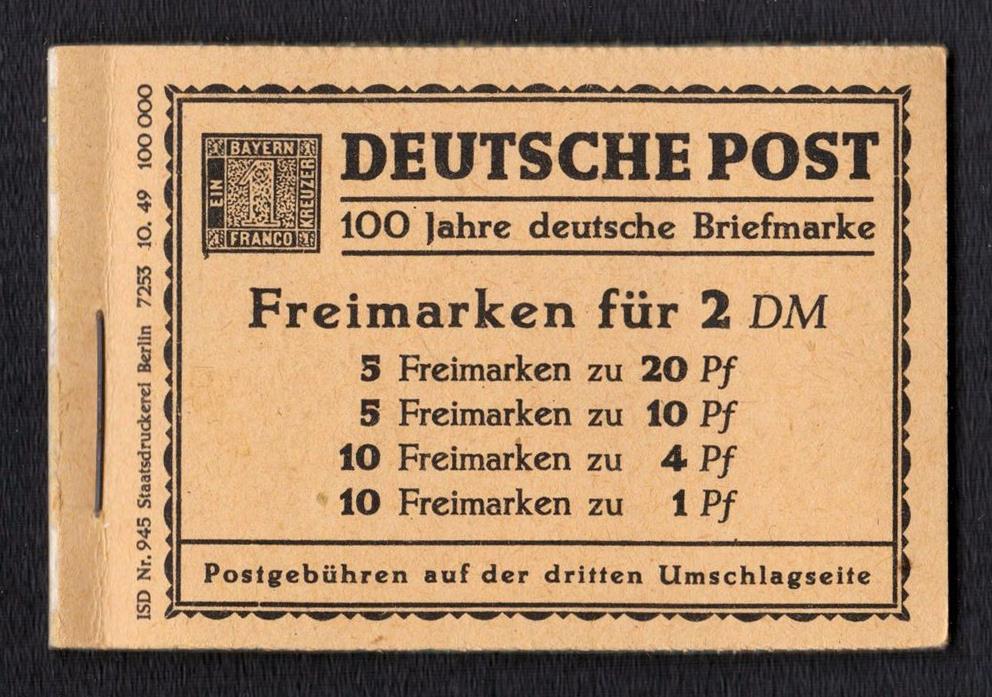 ISD Nr. 945 Staatsdruckerei Berlin 7253 10. 49 100 000
BAYERN
EIN
1
KREUZER
FRANCO
DEUTSCHE POST
100 Jahre deutsche Briefmarke
Freimarken für 2 DM
5 Freimarken zu 20 Pf
5 Freimarken zu 10 Pf
10 Freimarken zu 4 Pf
10 Freimarken zu 1 Pf
Postgebühren auf der dritten Umschlagseite